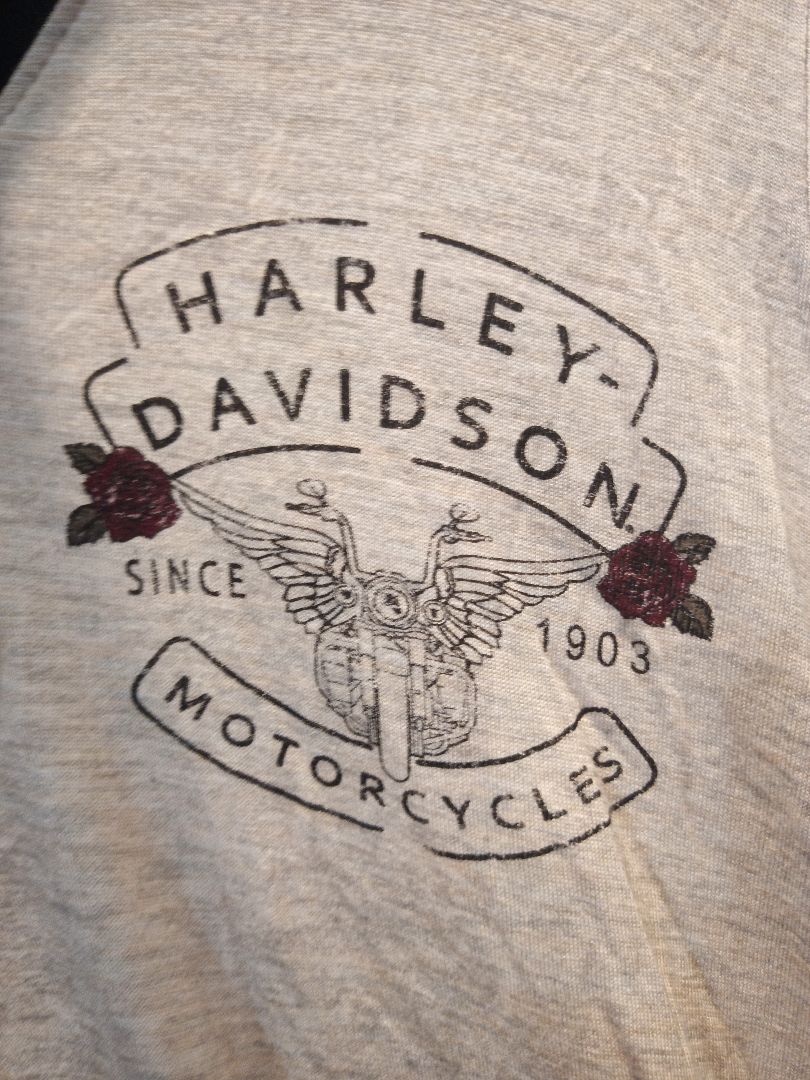 HARLEY-
DAVIDSON
SINCE
1903
MOTORCYCLES